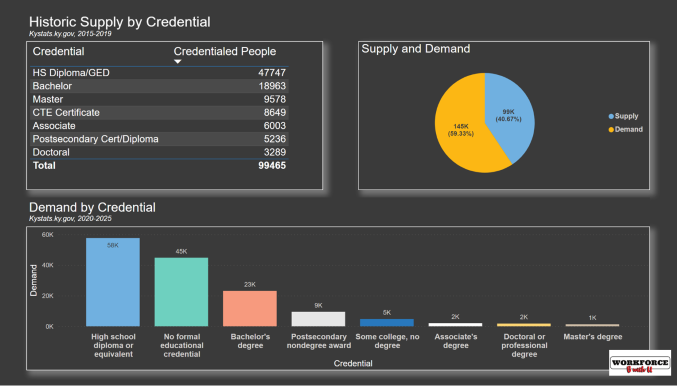 Historic Supply by Credential
Kystats.ky.gov, 2015-2019
Credential Credentialed People
HS Diploma/GED 47747
Bachelor 18963
Master 9578
CTE Certificate 8649
Associate 6003
Postsecondary Cert/Diploma 5236
Doctoral 3289
Total 99465
Supply and Demand
99K
(40.67%)
145K
(59.33%)
Supply
Demand
Demand by Credential
Kystats.ky.gov, 2020-2025
Demand
60K
40K
20K
0K
58K
45K
23K
9K
5K
2K
2K
1K
High school
diploma or
equivalent
No formal
educational
credential
Bachelor's
degree
Postsecondary
nondegree award
Some college, no
degree
Associate's
degree
Doctoral or
professional
degree
Master's degree
Credential
WORKFORCE